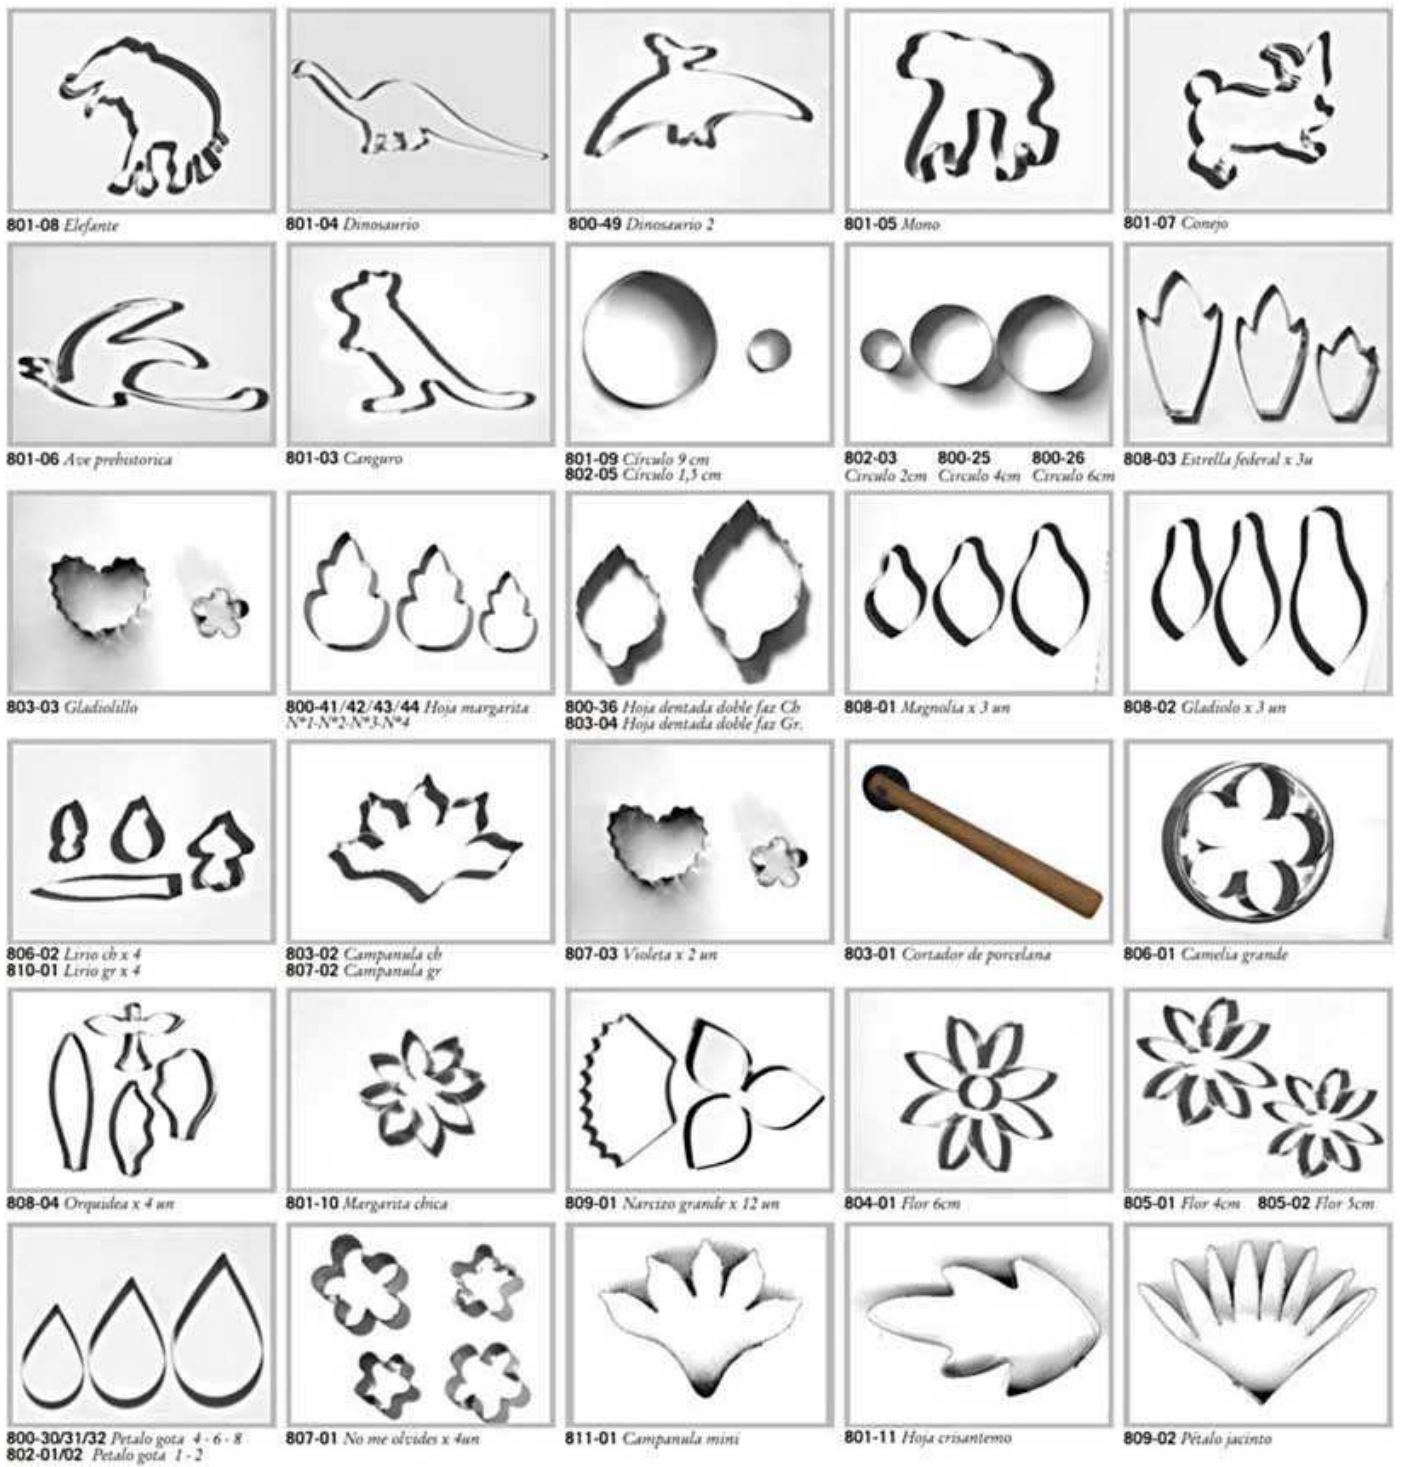 801-08 Elefante
801-04 Dinosaurio
800-49 Dinosaurio 2
801-05 Mono
801-07 Conejo
801-06 Ave prehistorica
801-03 Canguro
801-09 Círculo 9 cm
802-05 Círculo 1,5 cm
802-03 800-25 800-26
Circulo 2cm Circulo 4cm Circulo 6cm
808-03 Estrella federal x 3u
803-03 Gladiolillo
800-41/42/43/44 Hoja margarita
Nº1-Nº2-Nº3-Nº4
800-36 Hoja dentada doble faz Ch
803-04 Hoja dentada doble faz Gr.
808-01 Magnolia x 3 un
808-02 Gladiolo x 3 un
806-02 Lirio ch x 4
810-01 Lirio gr x 4
803-02 Campanula ch
807-02 Campanula gr
807-03 Violeta x 2 un
803-01 Cortador de porcelana
806-01 Camelia grande
808-04 Orquidea x 4 un
801-10 Margarita chica
809-01 Narcizo grande x 12 un
804-01 Flor 6cm
805-01 Flor 4cm 805-02 Flor 5cm
800-30/31/32 Petalo gota 4 - 6 - 8
802-01/02 Petalo gota 1 - 2
807-01 No me olvides x 4un
811-01 Campanula mini
801-11 Hoja crisantemo
809-02 Pétalo jacinto